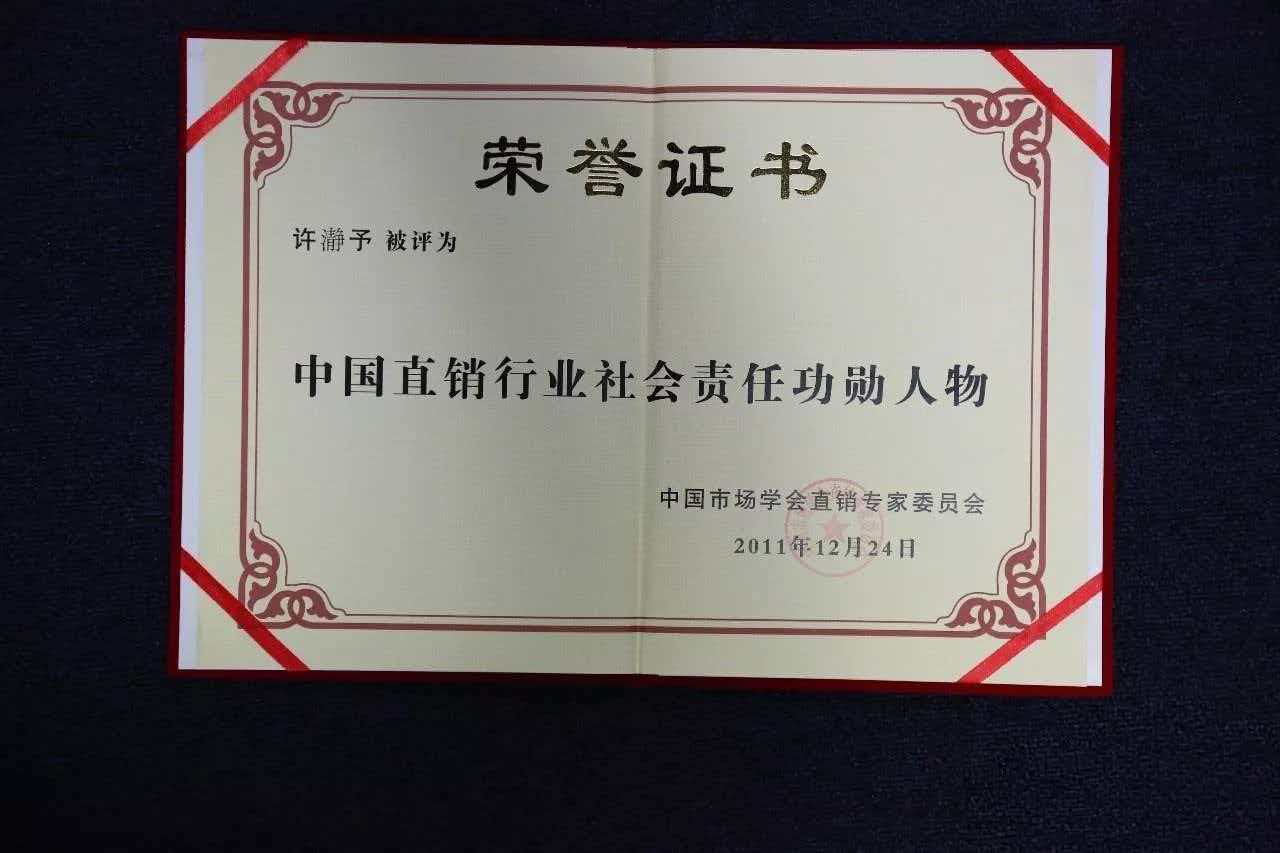 荣誉证书
许瀞予 被评为
中国直销行业社会责任功勋人物
中国市场学会直销专家委员会
2011年12月24日